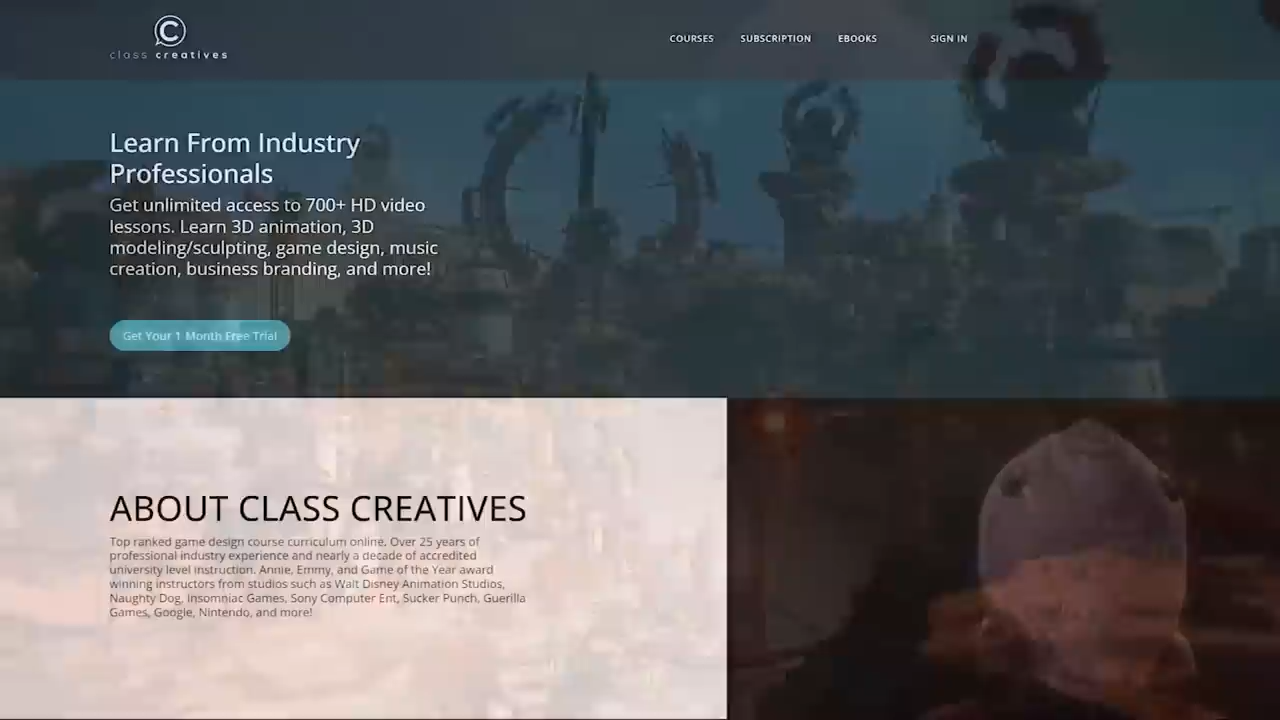 C
class creatives
COURSES SUBSCRIPTION EBOOKS SIGN IN
Learn From Industry
Professionals
Get unlimited access to 700+ HD video
lessons. Learn 3D animation, 3D
modeling/sculpting, game design, music
creation, business branding, and more!
Get Your 1 Month Free Trial
ABOUT CLASS CREATIVES
Top ranked game design course curriculum online. Over 25 years of
professional industry experience and nearly a decade of accredited
university level instruction. Annie, Emmy, and Game of the Year award
winning instructors from studios such as Walt Disney Animation Studios,
Naughty Dog, Insomniac Games, Sony Computer Ent, Sucker Punch, Guerilla
Games, Google, Nintendo, and more!